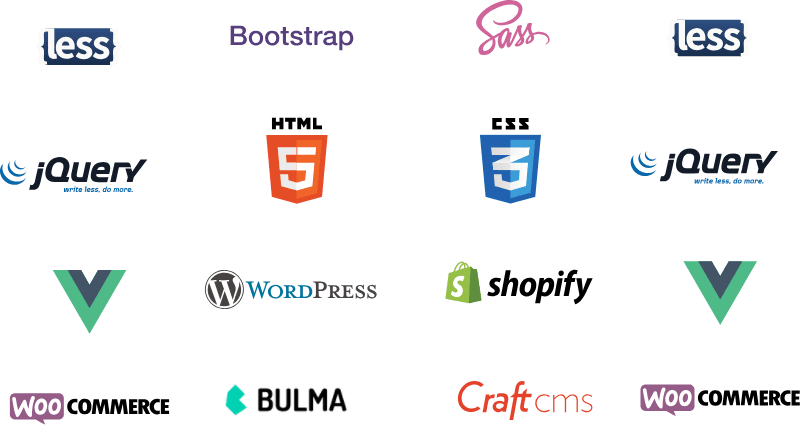 less
Bootstrap
Sass
less
HTML
5
CSS
3
jQuery
write less, do more.
jQuery
write less, do more.
W WORDPRESS
S shopify
WOO COMMERCE
BULMA
Craft cms
WOO COMMERCE